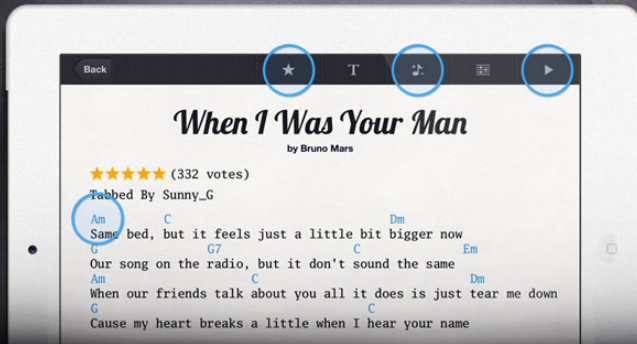 Back T
When I Was Your Man
by Bruno Mars
(332 votes)
Tabbed By Sunny_G
Am C Dm
Same bed, but it feels just a little bit bigger now
G G7 C Em
Our song on the radio, but it don't sound the same
Am C Dm
When our friends talk about you all it does is just tear me down
G C
Cause my heart breaks a little when I hear your name